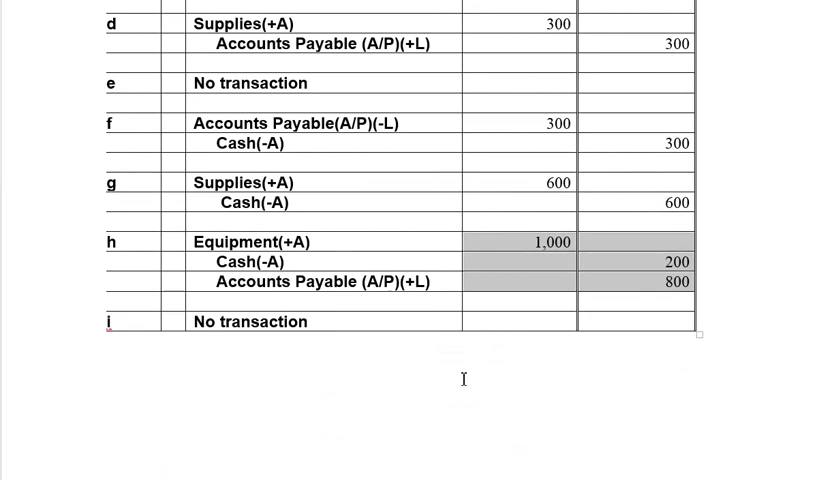 d Supplies(+A) 300
Accounts Payable (A/P)(+L) 300
e No transaction
f Accounts Payable(A/P)(-L) 300
Cash(-A) 300
g Supplies(+A) 600
Cash(-A) 600
h Equipment(+A) 1,000
Cash(-A) 200
Accounts Payable (A/P)(+L) 800
i No transaction